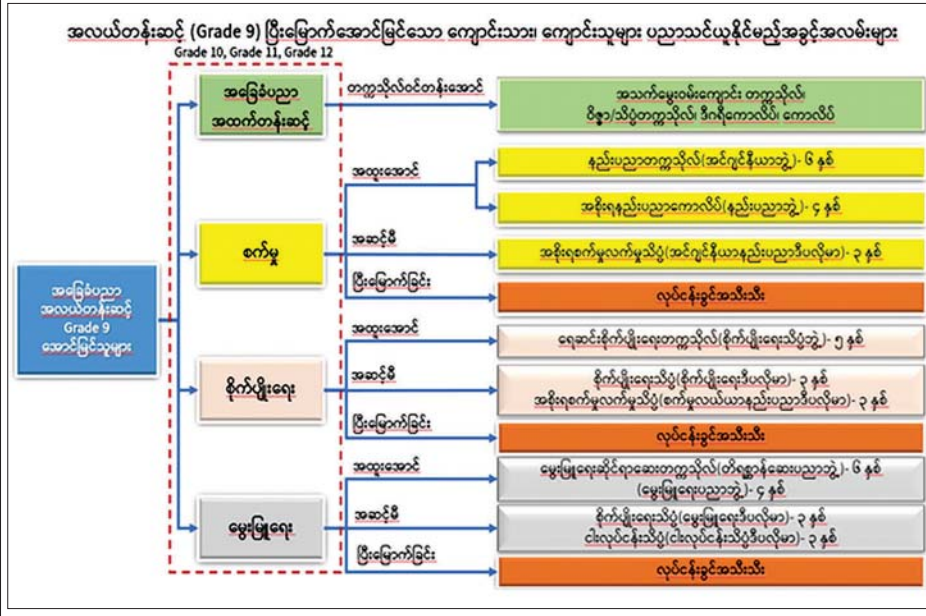 အလယ်တန်းဆင့် (Grade 9) ပြီးမြောက်အောင်မြင်သော ကျောင်းသား၊ ကျောင်းသူများ ပညာသင်ယူနိုင်မည့်အခွင့်အလမ်းများ
Grade 10, Grade 11, Grade 12
အခြေခံပညာ
အထက်တန်းဆင့်
တက္ကသိုလ်ဝင်တန်းအောင်
အသက်မွေးဝမ်းကျောင်း တက္ကသိုလ်၊
ဝိဇ္ဇာ/သိပ္ပံတက္ကသိုလ်၊ ဒီဂရီကောလိပ်၊ ကောလိပ်
အခြေခံပညာ
အလယ်တန်းဆင့်
Grade 9
အောင်မြင်သူများ
စက်မှု
အထူးအောင်
နည်းပညာတက္ကသိုလ်(အင်ဂျင်နီယာဘွဲ့)- ၆ နှစ်
အစိုးရနည်းပညာကောလိပ်(နည်းပညာဘွဲ့)- ၄ နှစ်
အဆင့်မီ
အစိုးရစက်မှုလက်မှုသိပ္ပံ(အင်ဂျင်နီယာနည်းပညာဒီပလိုမာ)- ၃ နှစ်
ပြီးမြောက်ခြင်း
လုပ်ငန်းခွင်အသီးသီး
စိုက်ပျိုးရေး
အထူးအောင်
ရေဆင်းစိုက်ပျိုးရေးတက္ကသိုလ်(စိုက်ပျိုးရေးသိပ္ပံဘွဲ့)- ၅ နှစ်
အဆင့်မီ
စိုက်ပျိုးရေးသိပ္ပံ(စိုက်ပျိုးရေးဒီပလိုမာ)- ၃ နှစ်
အစိုးရစက်မှုလက်မှုသိပ္ပံ(စက်မှုလယ်ယာနည်းပညာဒီပလိုမာ)- ၃ နှစ်
ပြီးမြောက်ခြင်း
လုပ်ငန်းခွင်အသီးသီး
မွေးမြူရေး
အထူးအောင်
မွေးမြူရေးဆိုင်ရာဆေးတက္ကသိုလ်(တိရစ္ဆာန်ဆေးပညာဘွဲ့)- ၆ နှစ်
(မွေးမြူရေးပညာဘွဲ့)- ၄ နှစ်
အဆင့်မီ
စိုက်ပျိုးရေးသိပ္ပံ(မွေးမြူရေးဒီပလိုမာ)- ၃ နှစ်
ငါးလုပ်ငန်းသိပ္ပံ(ငါးလုပ်ငန်းသိပ္ပံဒီပလိုမာ)- ၃ နှစ်
ပြီးမြောက်ခြင်း
လုပ်ငန်းခွင်အသီးသီး